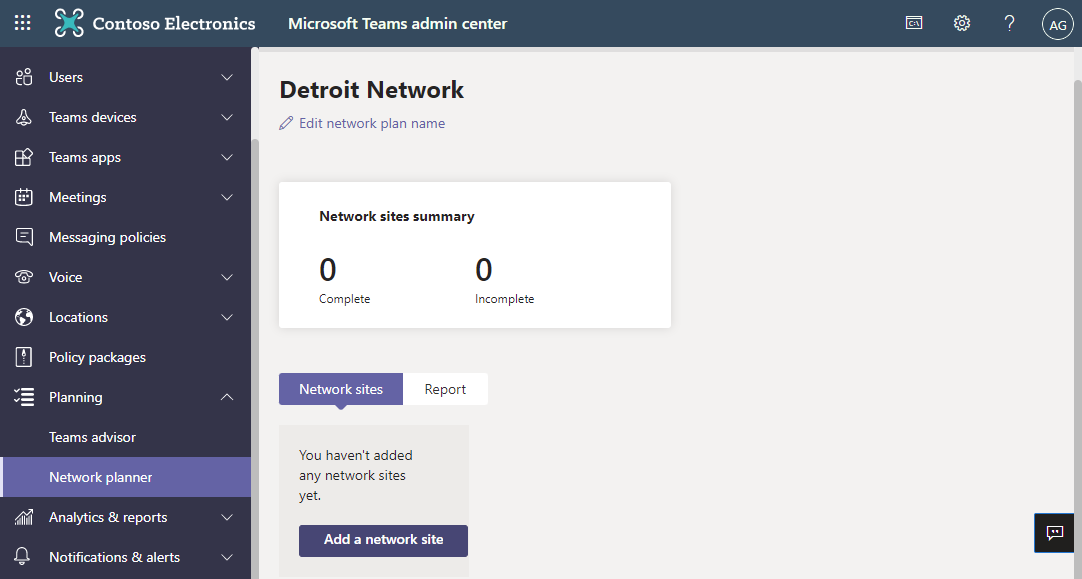 Contoso Electronics
Microsoft Teams admin center
?
AG
Users
Teams devices
Teams apps
Meetings
Messaging policies
Voice
Locations
Policy packages
Planning
Teams advisor
Network planner
Analytics & reports
Notifications & alerts
Detroit Network
Edit network plan name
Network sites summary
0
0
Complete
Incomplete
Network sites
Report
You haven't added
any network sites
yet.
Add a network site